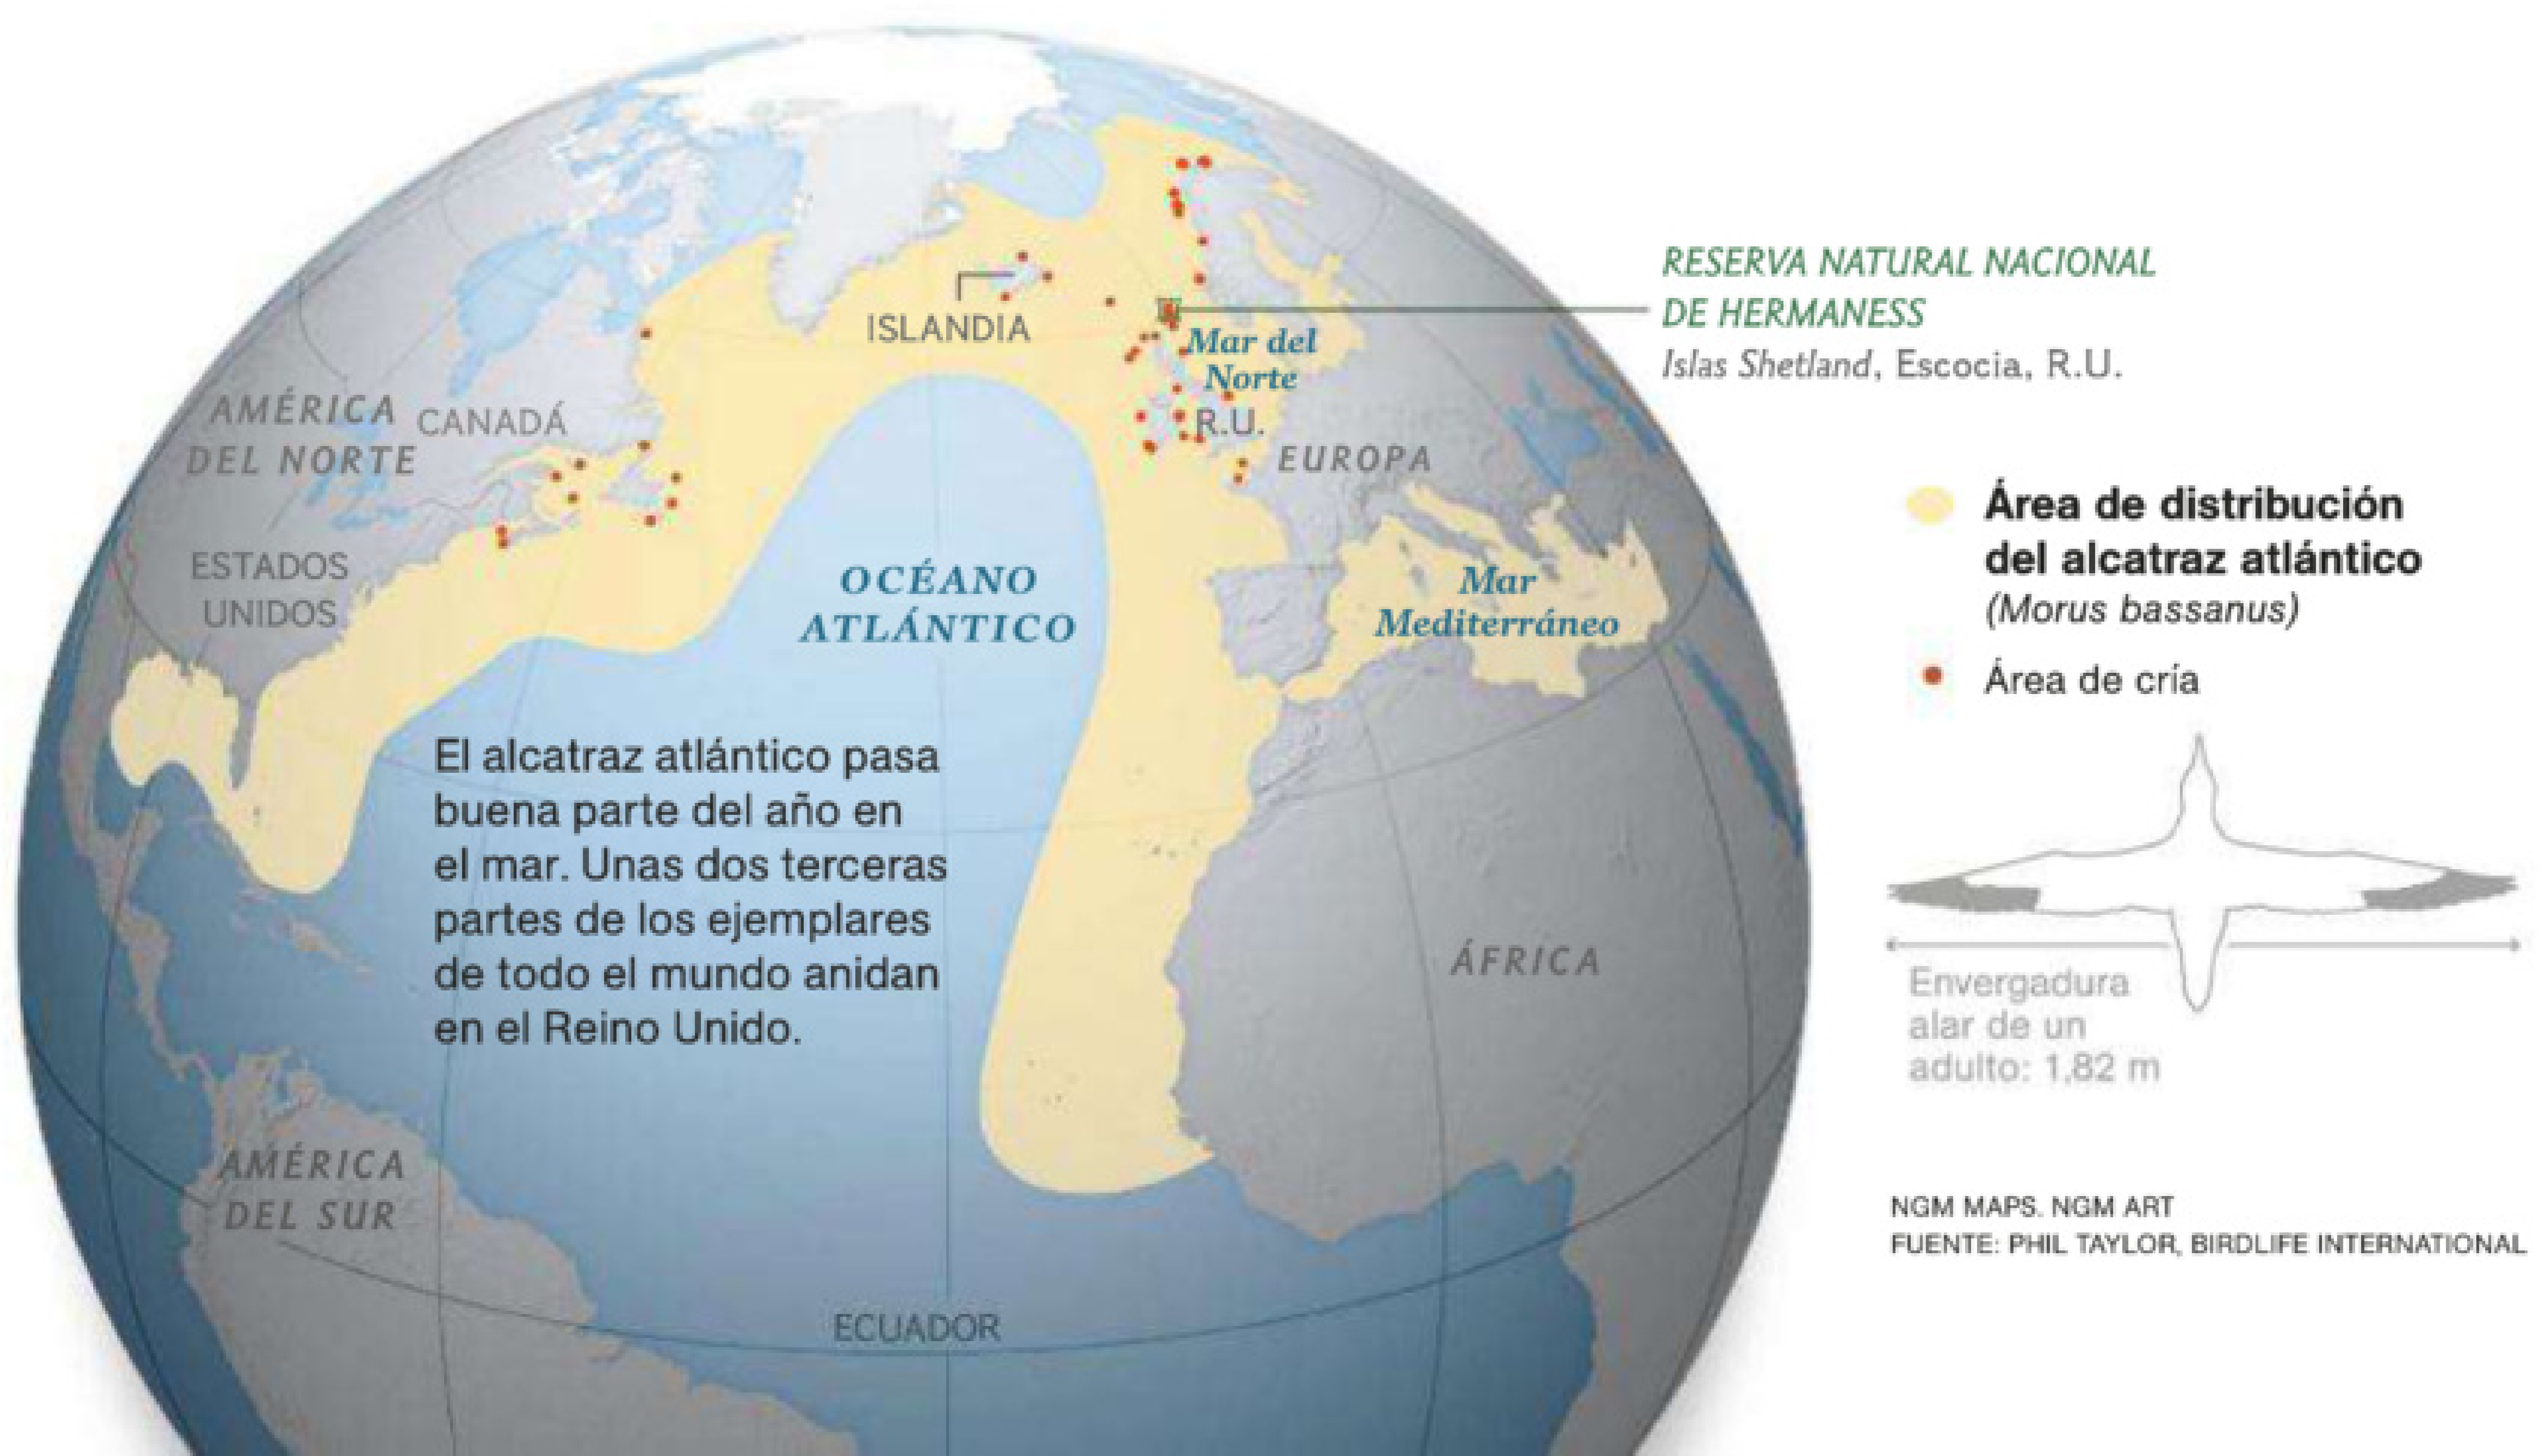 RESERVA NATURAL NACIONAL
DE HERMANESS
Islas Shetland, Escocia, R.U.
ISLANDIA
Mar del
Norte
R.U.
AMÉRICA
DEL NORTE
CANADÁ
EUROPA
ESTADOS
UNIDOS
OCÉANO
ATLÁNTICO
Mar
Mediterráneo
El alcatraz atlántico pasa
buena parte del año en
el mar. Unas dos terceras
partes de los ejemplares
de todo el mundo anidan
en el Reino Unido.
ÁFRICA
AMÉRICA
DEL SUR
ECUADOR
Área de distribución
del alcatraz atlántico
(Morus bassanus)
Área de cría
Envergadura
alar de un
adulto: 1,82 m
NGM MAPS. NGM ART
FUENTE: PHIL TAYLOR, BIRDLIFE INTERNATIONAL